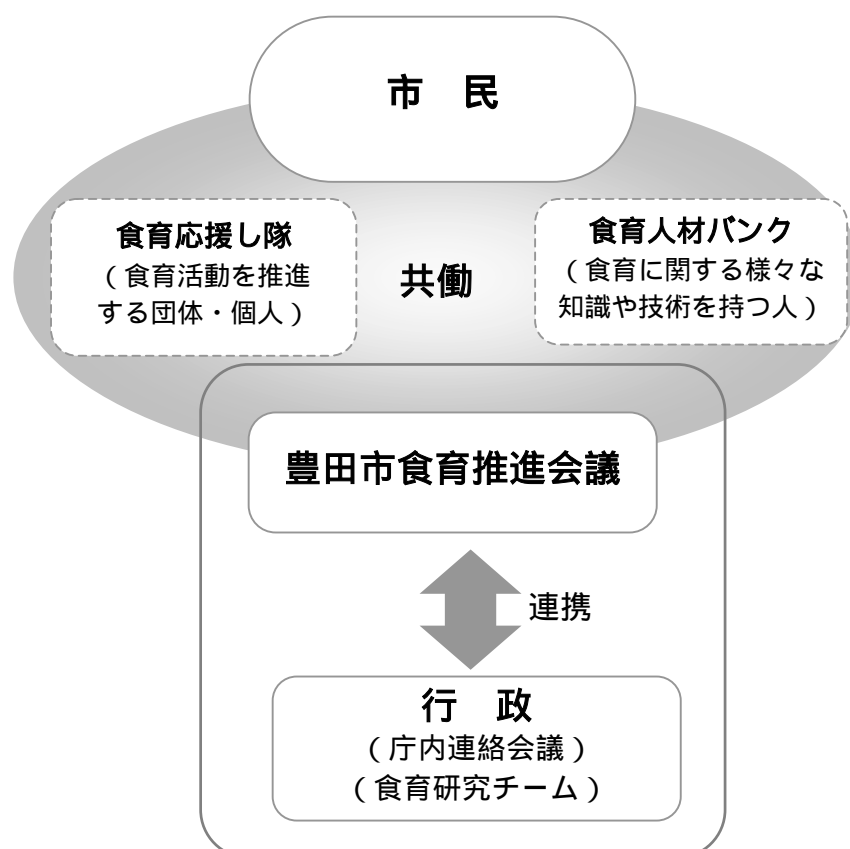 市　民
食育応援し隊
（食育活動を推進
する団体・個人）
共働
食育人材バンク
（食育に関する様々な
知識や技術を持つ人）
豊田市食育推進会議
連携
行　政
（庁内連絡会議）
（食育研究チーム）